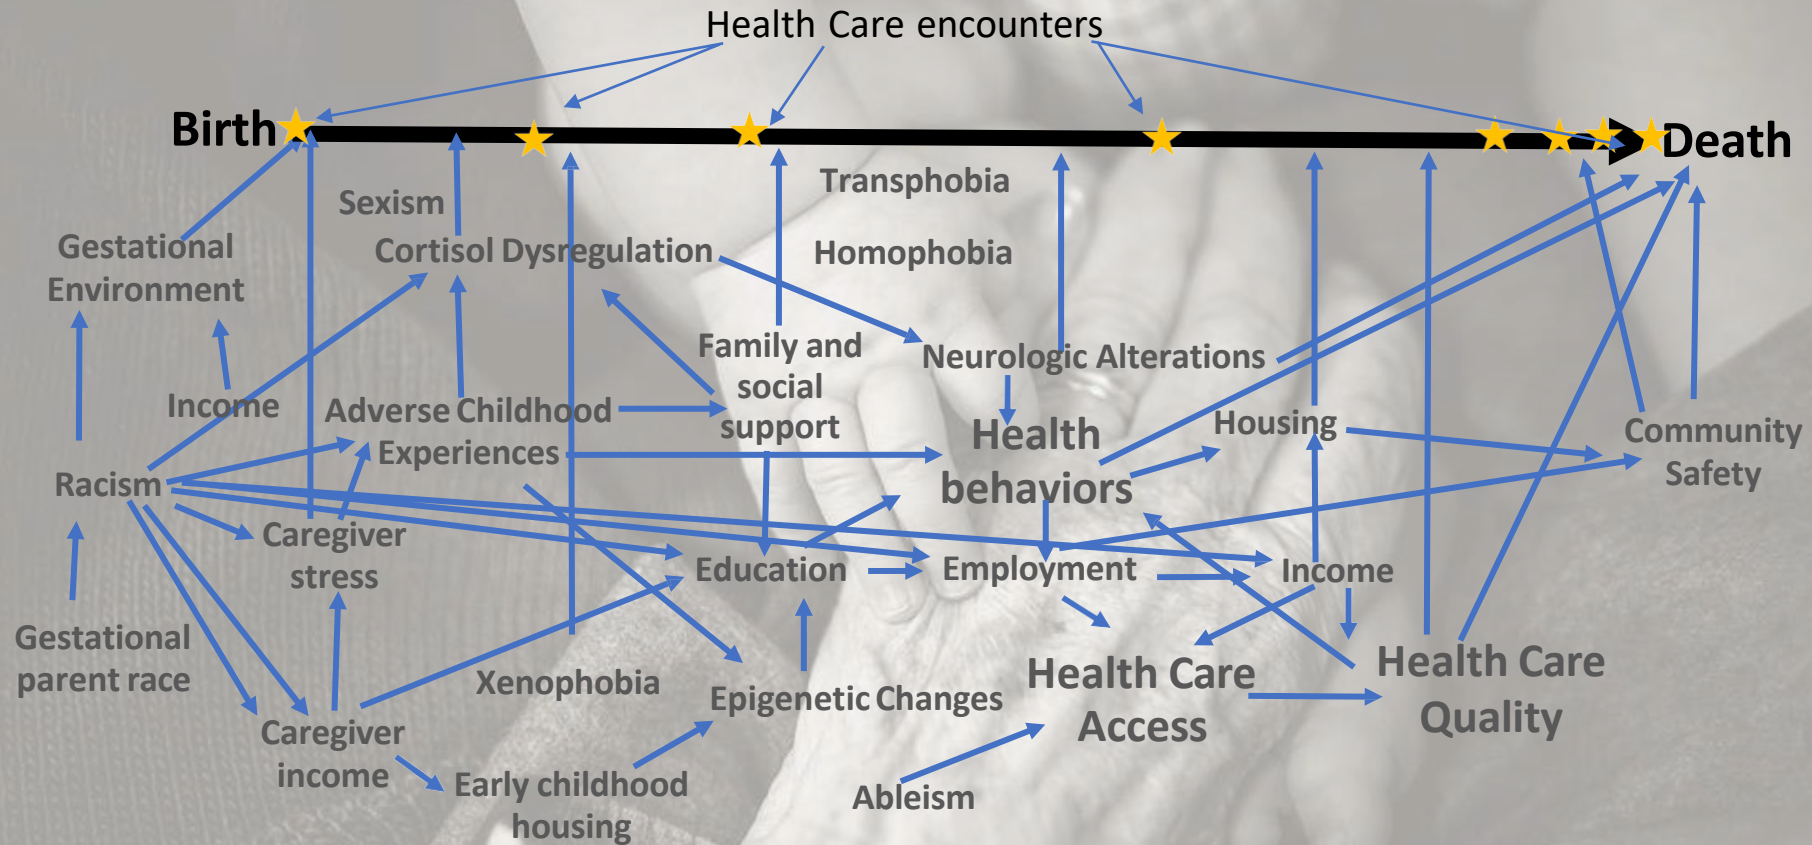 Health Care encounters
Birth
Death
Transphobia
Sexism
Gestational
Environment
Cortisol Dysregulation
Homophobia
Family and
social
support
Neurologic Alterations
Income
Adverse Childhood
Experiences
Health
behaviors
Housing
Community
Safety
Racism
Caregiver
stress
Education
Employment
Income
Gestational
parent race
Xenophobia
Epigenetic Changes
Health Care
Access
Health Care
Quality
Caregiver
income
Early childhood
housing
Ableism